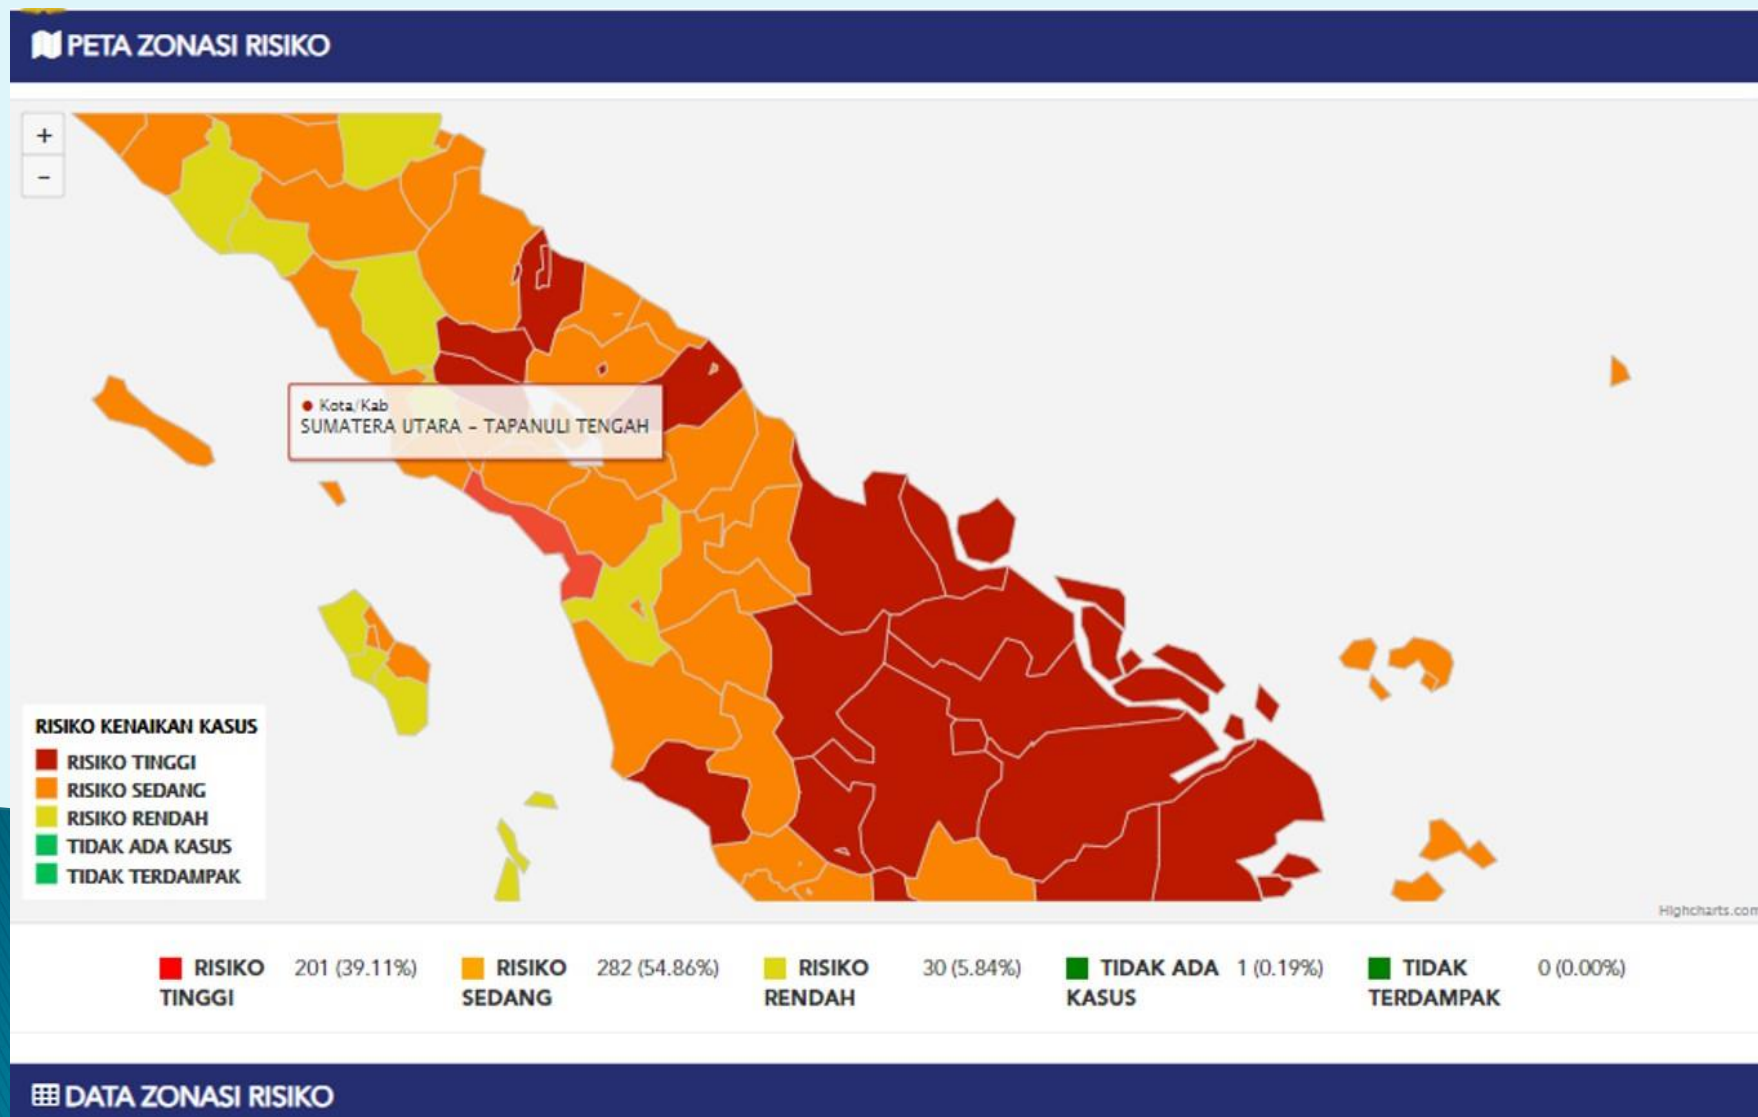 PETA ZONASI RISIKO
+
-
Kota/Kab
SUMATERA UTARA - TAPANULI TENGAH
RISIKO KENAIKAN KASUS
RISIKO TINGGI
RISIKO SEDANG
RISIKO RENDAH
TIDAK ADA KASUS
TIDAK TERDAMPAK
Highcharts.com
RISIKO TINGGI 201 (39.11%)
RISIKO SEDANG 282 (54.86%)
RISIKO RENDAH 30 (5.84%)
TIDAK ADA KASUS 1 (0.19%)
TIDAK TERDAMPAK 0 (0.00%)
DATA ZONASI RISIKO